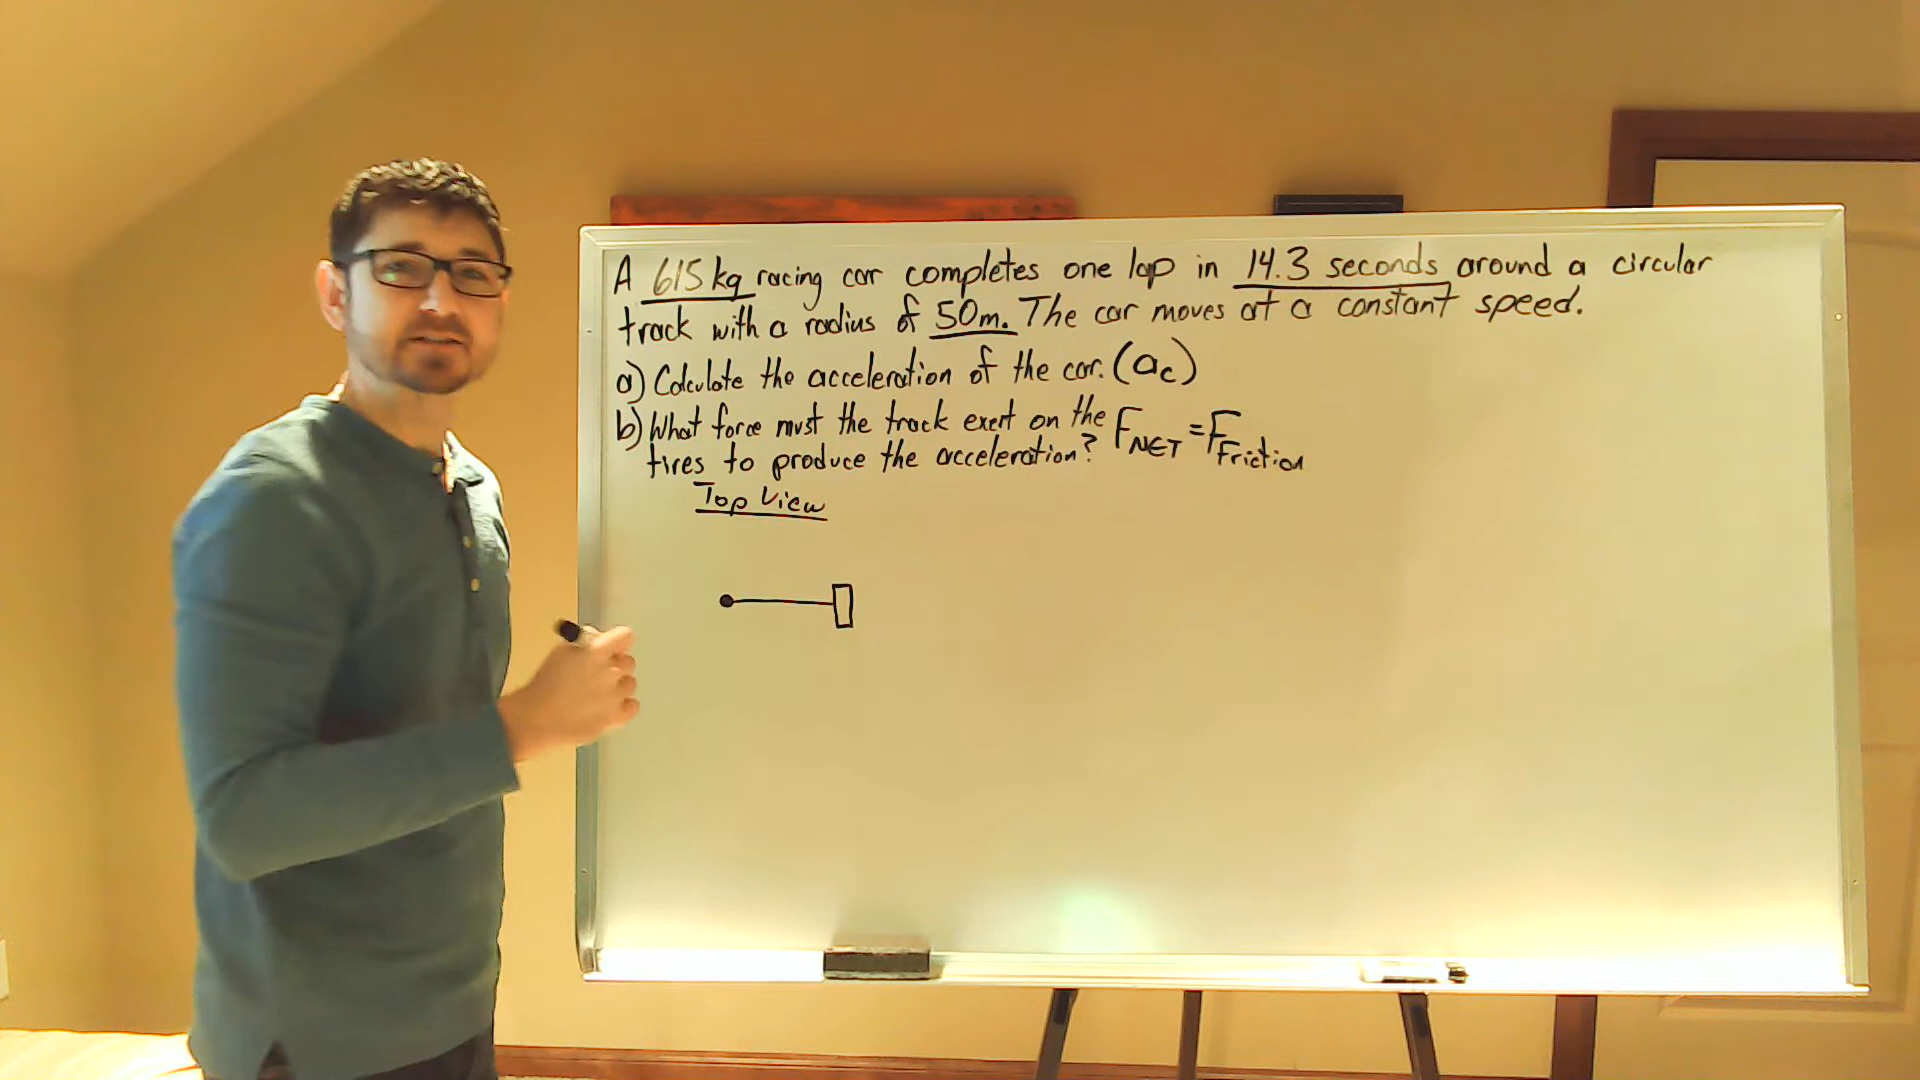 A 615 kg racing car completes one lap in 14.3 seconds around a circular
track with a radius of 50m. The car moves at a constant speed.
a) Calculate the acceleration of the car. (ac)
b) What force must the track exert on the
tires to produce the acceleration? FNET = FFriction
Top View